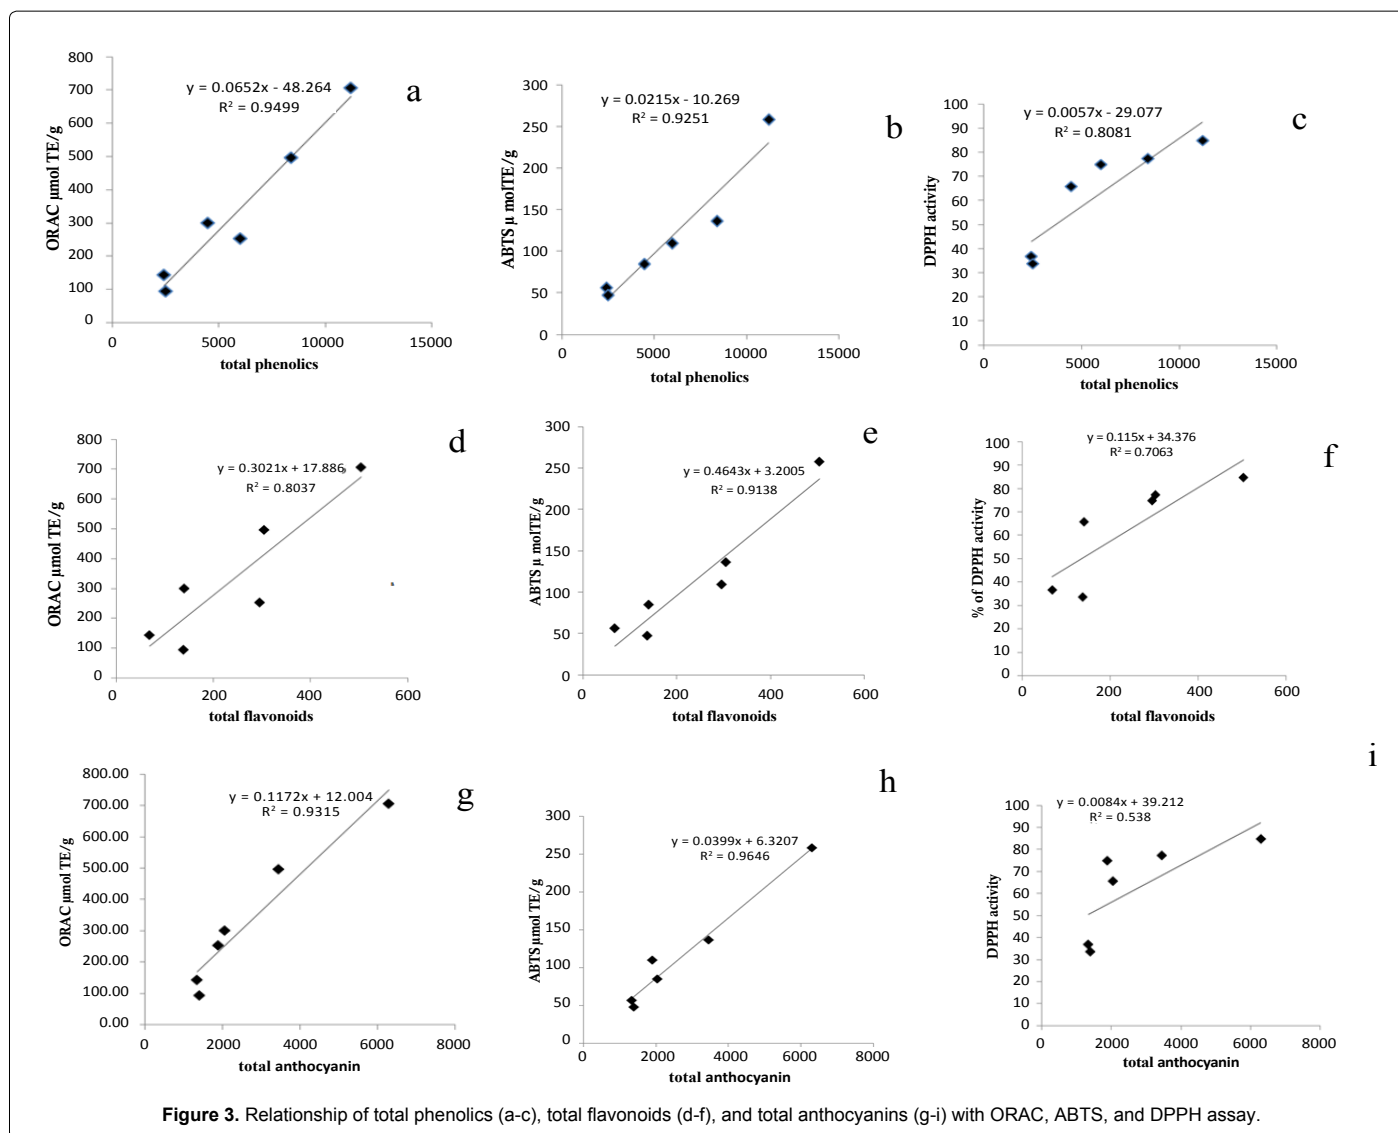 a
y = 0.0652x - 48.264
R² = 0.9499
ORAC µmol TE/g
800
700
600
500
400
300
200
100
0
0 5000 10000 15000
total phenolics
b
y = 0.0215x - 10.269
R² = 0.9251
ABTS µ molTE/g
300
250
200
150
100
50
0
0 5000 10000 15000
total phenolics
c
y = 0.0057x - 29.077
R² = 0.8081
DPPH activity
100
90
80
70
60
50
40
30
20
10
0
0 5000 10000 15000
total phenolics
d
y = 0.3021x + 17.886
R² = 0.8037
ORAC µmol TE/g
800
700
600
500
400
300
200
100
0
0 200 400 600
total flavonoids
e
y = 0.4643x + 3.2005
R² = 0.9138
ABTS µ molTE/g
300
250
200
150
100
50
0
0 200 400 600
total flavonoids
f
y = 0.115x + 34.376
R² = 0.7063
% of DPPH activity
100
90
80
70
60
50
40
30
20
10
0
0 200 400 600
total flavonoids
g
y = 0.1172x + 12.004
R² = 0.9315
ORAC µmol TE/g
800.00
700.00
600.00
500.00
400.00
300.00
200.00
100.00
0.00
0 2000 4000 6000 8000
total anthocyanin
h
y = 0.0399x + 6.3207
R² = 0.9646
ABTS µmol TE/g
300
250
200
150
100
50
0
0 2000 4000 6000 8000
total anthocyanin
i
y = 0.0084x + 39.212
R² = 0.538
DPPH activity
100
90
80
70
60
50
40
30
20
10
0
0 2000 4000 6000 8000
total anthocyanin
Figure 3. Relationship of total phenolics (a-c), total flavonoids (d-f), and total anthocyanins (g-i) with ORAC, ABTS, and DPPH assay.